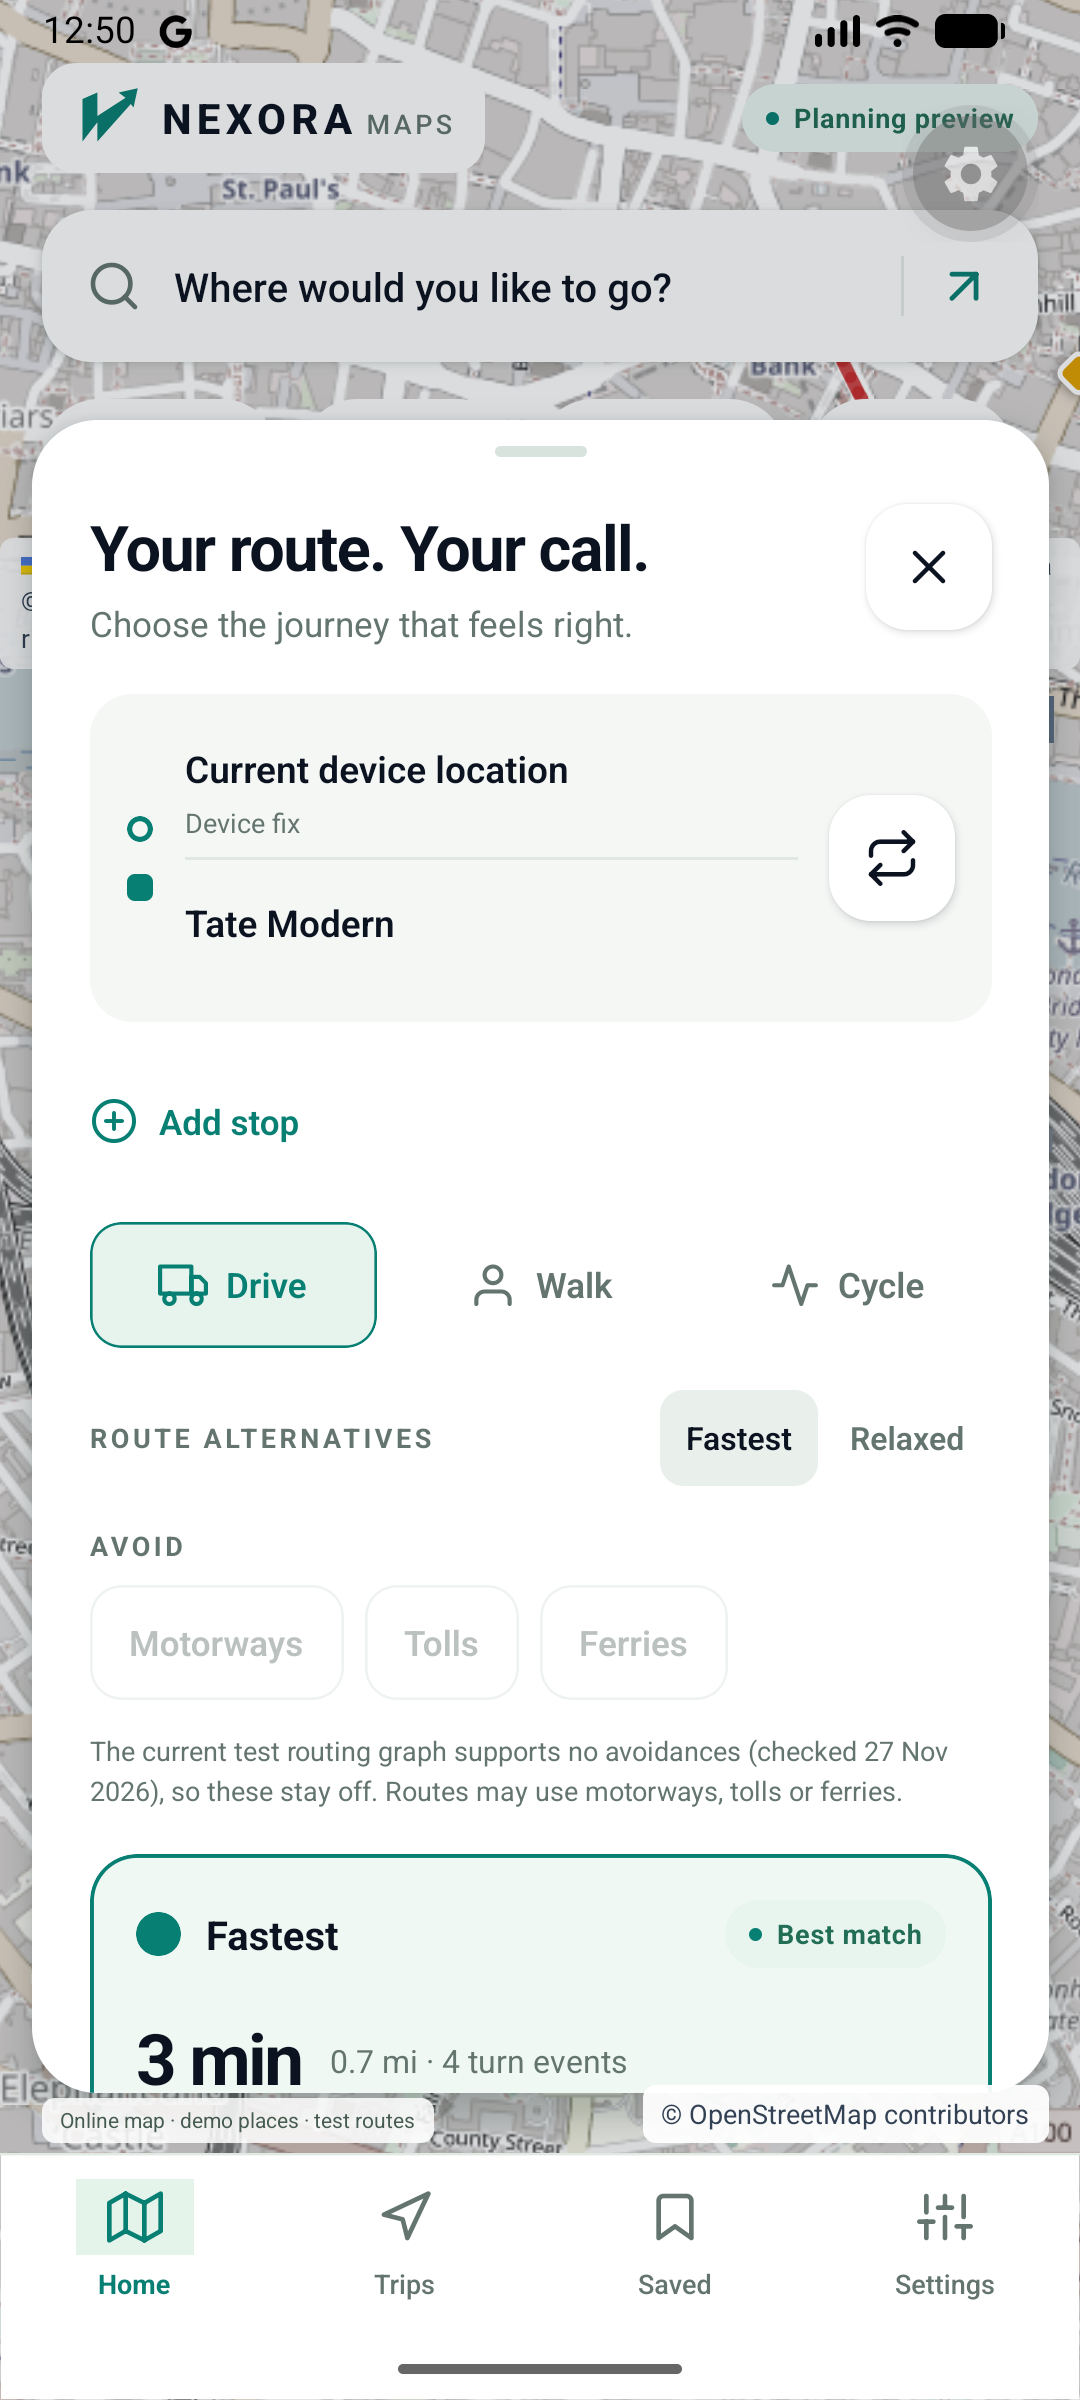 12:50
NEXORA MAPS
Planning preview
St. Paul's
Where would you like to go?
Bank
iars
Your route. Your call.
Choose the journey that feels right.
Current device location
Device fix
Tate Modern
Add stop
Drive
Walk
Cycle
ROUTE ALTERNATIVES
Fastest
Relaxed
AVOID
Motorways
Tolls
Ferries
The current test routing graph supports no avoidances (checked 27 Nov
2026), so these stay off. Routes may use motorways, tolls or ferries.
Fastest
Best match
3 min
0.7 mi · 4 turn events
Online map · demo places · test routes
© OpenStreetMap contributors
County Street
Home
Trips
Saved
Settings